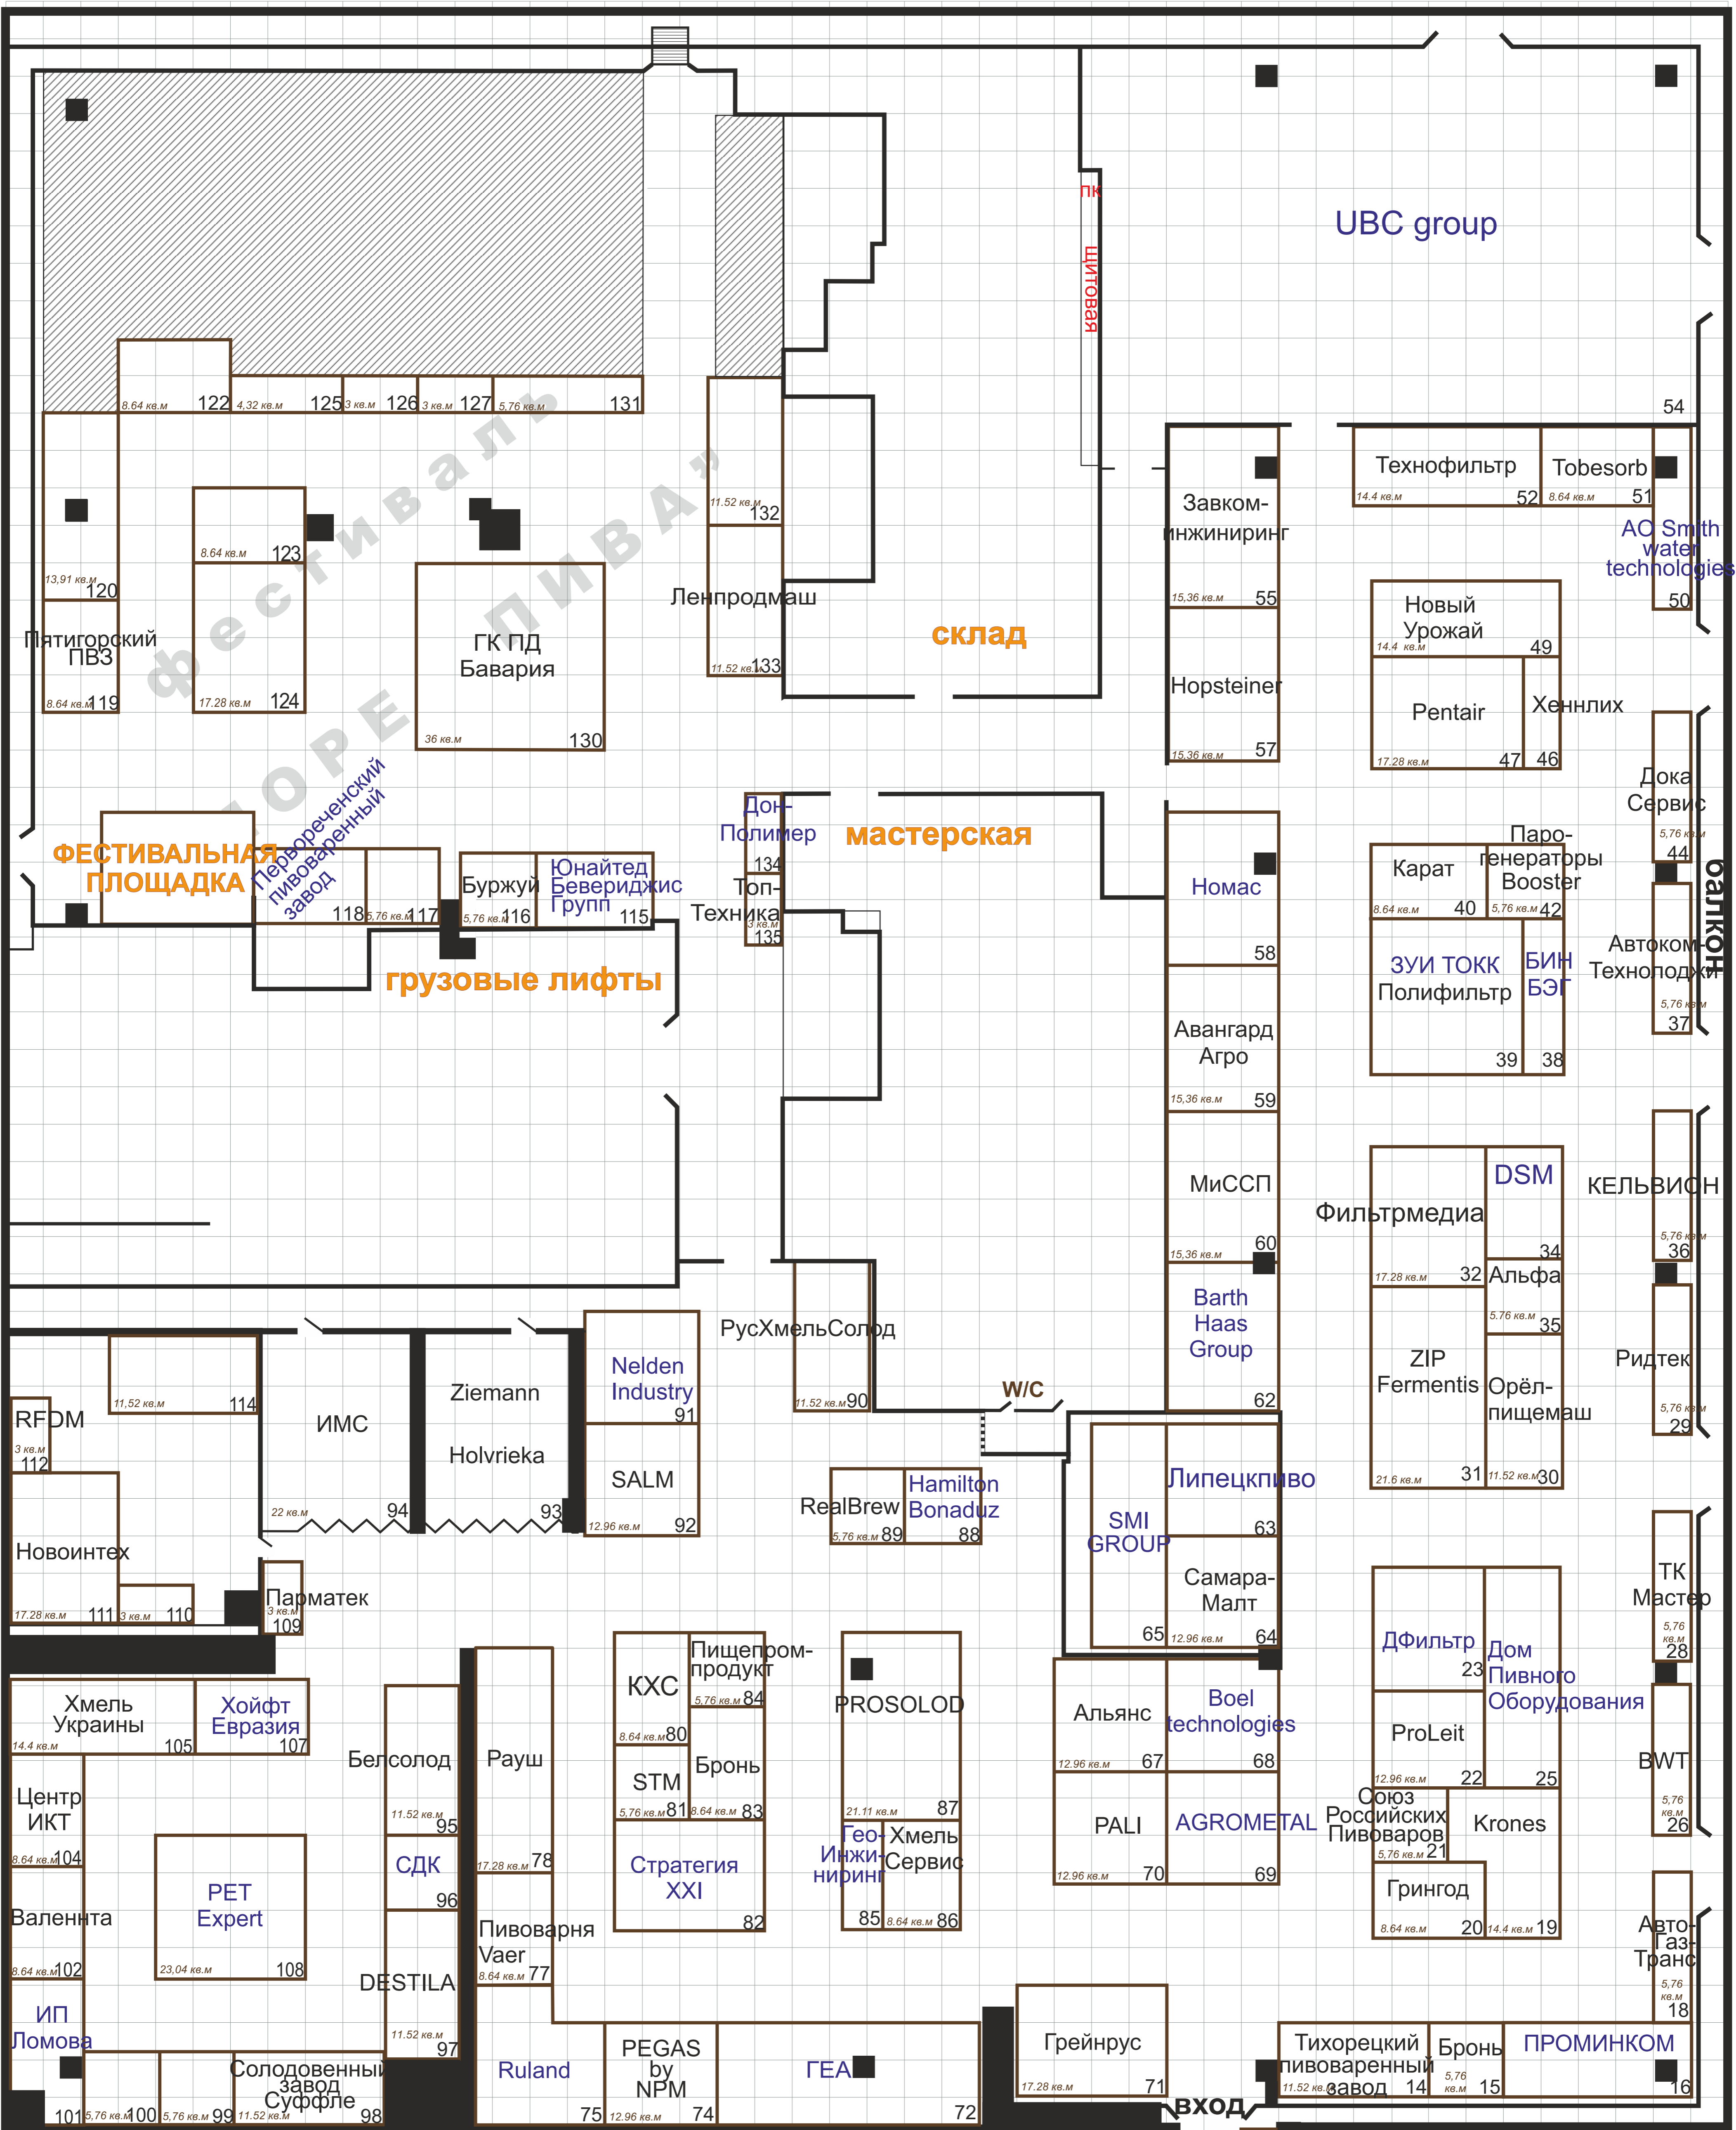 ПК
щитовая
UBC group
8.64 кв.м 122
4,32 кв.м 125
3 кв.м 126
3 кв.м 127
5,76 кв.м 131
фестиваль
ПИВА”
11.52 кв.м
132
54
Технофильтр
14.4 кв.м 52
Tobesorb
8.64 кв.м 51
AO Smith
water
technologies
50
Завком-
инжиниринг
15,36 кв.м 55
8.64 кв.м 123
13,91 кв.м
120
Пятигорский
ПВЗ
8.64 кв.м 119
17.28 кв.м 124
ГК ПД
Бавария
36 кв.м 130
Ленпродмаш
11.52 кв.м 133
склад
Hopsteiner
15,36 кв.м 57
Новый
Урожай
14.4 кв.м 49
Pentair
17.28 кв.м 47
Хеннлих
46
Дока
Сервис
5,76 кв.м
44
ФЕСТИВАЛЬНАЯ
ПЛОЩАДКА
Первореченский
пивоваренный
завод
118
5,76 кв.м 117
Буржуй
5,76 кв.м 116
Юнайтед
Бевериджис
Групп
115
Дон-
Полимер
134
Топ-
Техника
3 кв.м
135
мастерская
грузовые лифты
Номас
58
Карат
8.64 кв.м 40
Паро-
генераторы
Booster
5,76 кв.м 42
балкон
ЗУИ ТОКК
Полифильтр
39
БИН
БЭГ
38
Автоком-
Технолоджи
5,76 кв.м
37
Авангард
Агро
15,36 кв.м 59
МиССП
15,36 кв.м 60
Фильтрмедиа
17.28 кв.м 32
DSM
34
КЕЛЬВИОН
5,76 кв.м
36
Альфа
5.76 кв.м 35
Barth
Haas
Group
62
ZIP
Fermentis
21.6 кв.м 31
Орёл-
пищемаш
11.52 кв.м 30
Ридтек
5,76 кв.м
29
РусХмельСолод
11.52 кв.м 90
W/C
11,52 кв.м 114
RFDM
3 кв.м
112
ИМС
22 кв.м 94
Ziemann
Holvrieka
93
Nelden
Industry
91
SALM
12.96 кв.м 92
RealBrew
5,76 кв.м 89
Hamilton
Bonaduz
88
SMI
GROUP
65
Липецкпиво
63
Самара-
Малт
12.96 кв.м 64
Новоинтех
17.28 кв.м 111
3 кв.м 110
Парматек
3 кв.м
109
ТК
Мастер
5,76
кв.м
28
ДФильтр
23
Дом
Пивного
Оборудования
25
ProLeit
12.96 кв.м 22
Хмель
Украины
14.4 кв.м 105
Хойфт
Евразия
107
Белсолод
11.52 кв.м 95
Рауш
17.28 кв.м 78
КХС
8.64 кв.м 80
Пищепром-
продукт
5,76 кв.м 84
STM
5,76 кв.м 81
Бронь
8.64 кв.м 83
PROSOLOD
21.11 кв.м 87
Альянс
12.96 кв.м 67
Boel
technologies
68
BWT
5,76
кв.м
26
Центр
ИКТ
8.64 кв.м 104
СДК
96
Стратегия
XXI
82
Гео-
Инжи-
ниринг
85
Хмель
Сервис
8.64 кв.м 86
PALI
12.96 кв.м 70
AGROMETAL
69
Союз
Российских
Пивоваров
5,76 кв.м 21
Krones
14.4 кв.м 19
Грингод
8.64 кв.м 20
Валеннта
8.64 кв.м 102
PET
Expert
23,04 кв.м 108
DESTILA
11.52 кв.м 97
Пивоварня
Vaer
8.64 кв.м 77
Авто-
Газ-
Транс
5,76
кв.м
18
ИП
Ломова
101
5,76 кв.м 100
5,76 кв.м 99
Солодовенный
завод
Суффле
11.52 кв.м 98
Ruland
75
PEGAS
by
NPM
12.96 кв.м 74
ГЕА
72
Грейнрус
17.28 кв.м 71
вход
Тихорецкий
пивоваренный
завод
11.52 кв.м 14
Бронь
5,76
кв.м 15
ПРОМИНКОМ
16